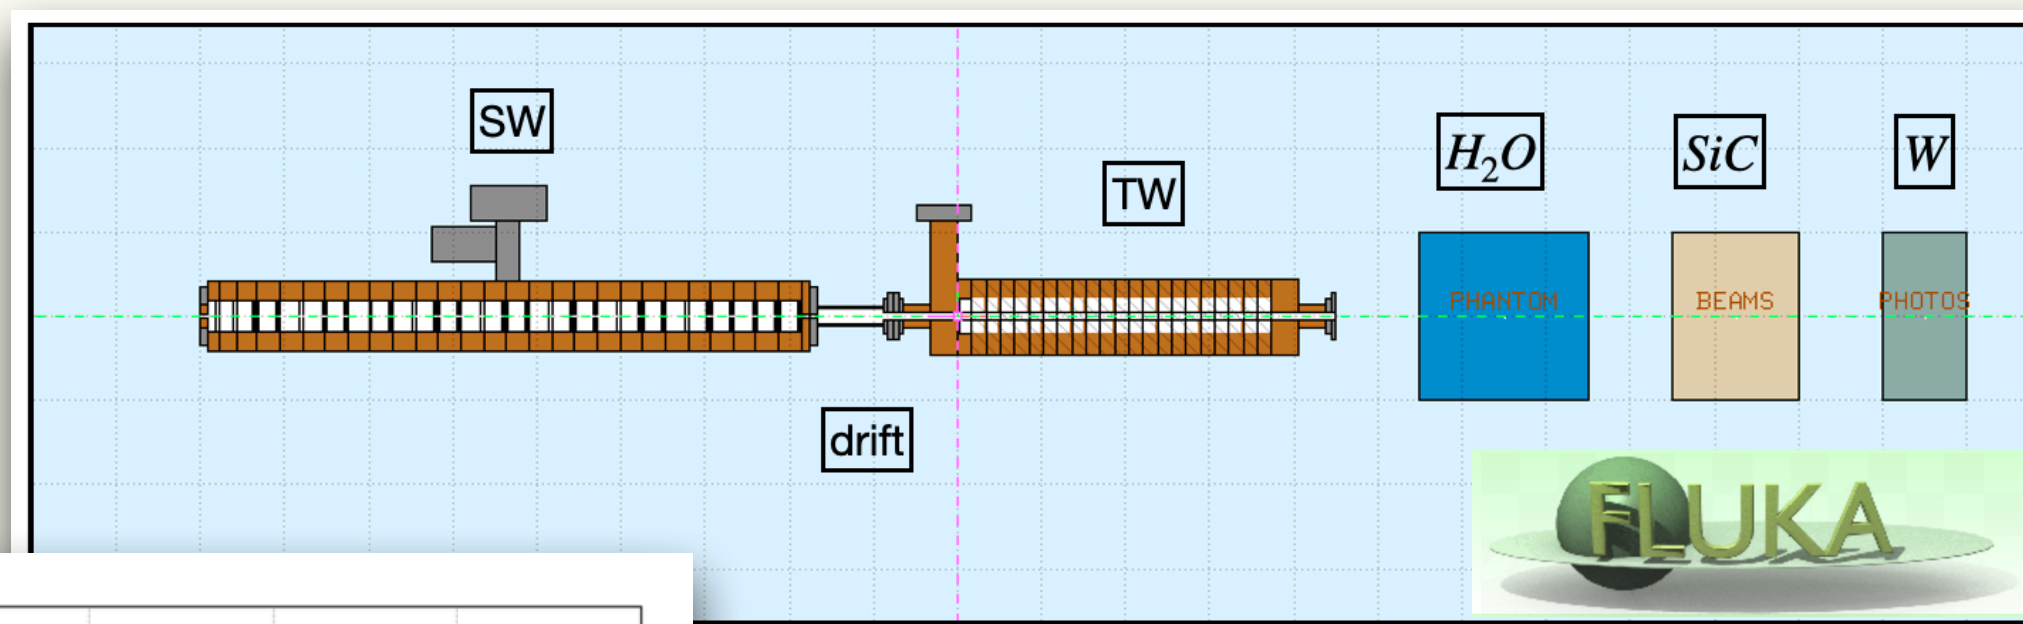 SW
TW
H₂O
SiC
W
PHANTOM
BEAMS
PHOTOS
drift
FLUKA